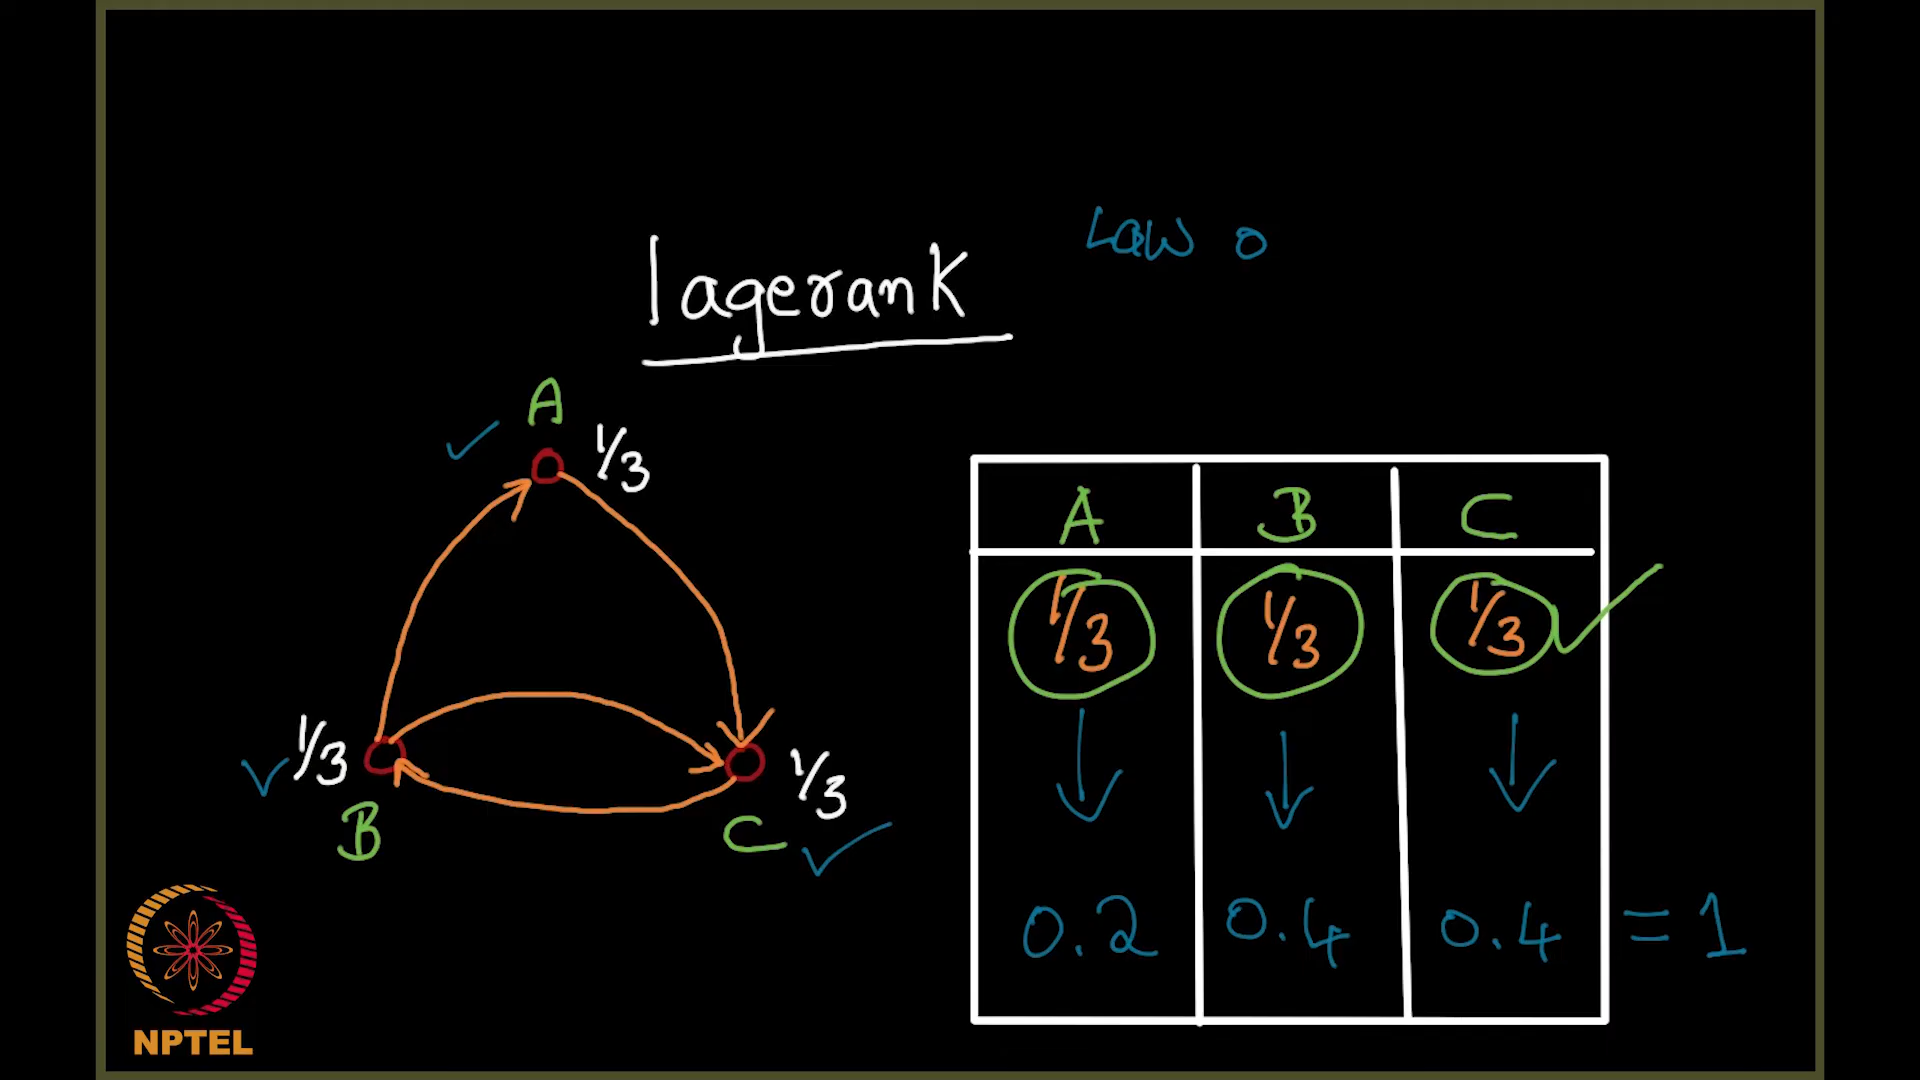 Law o
lagerank
A
1/3
1/3
B
1/3
C
A B C
1/3 1/3 1/3
0.2 0.4 0.4 = 1
NPTEL